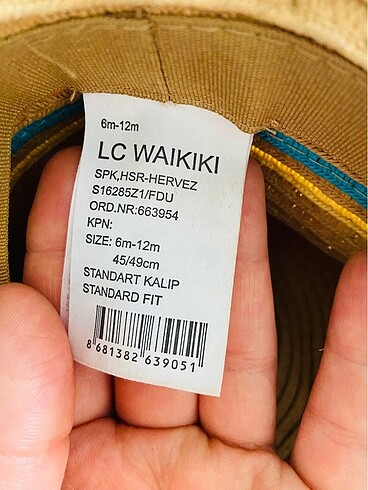 6m-12m
LC WAIKIKI
SPK,HSR-HERVEZ
S16285Z1/FDU
ORD.NR:663954
KPN:
SIZE: 6m-12m
45/49cm
STANDART KALIP
STANDARD FIT
8 681382 639051